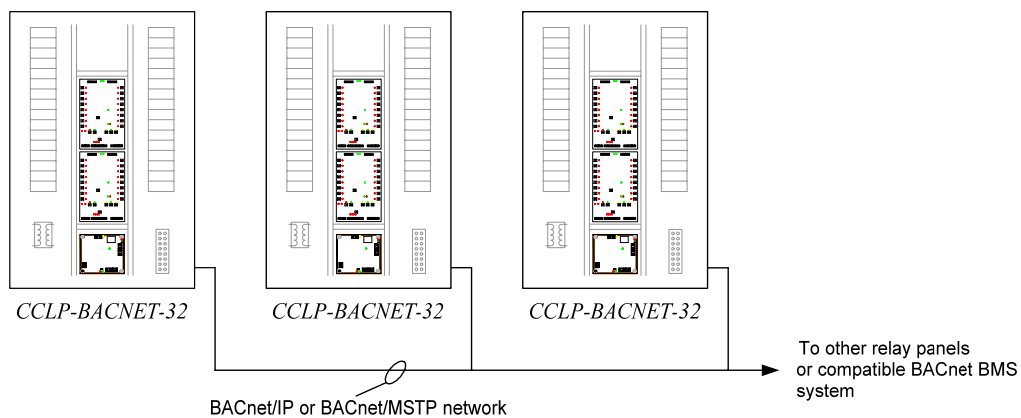 CCLP-BACNET-32
CCLP-BACNET-32
CCLP-BACNET-32
To other relay panels
or compatible BACnet BMS
system
BACnet/IP or BACnet/MSTP network